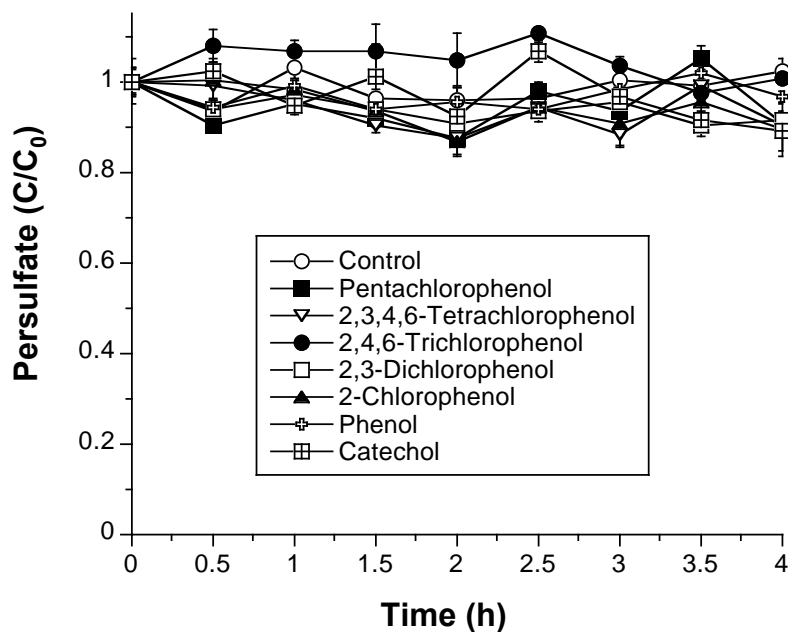 Persulfate (C/C₀)
1
0.8
0.6
0.4
0.2
0
Control
Pentachlorophenol
2,3,4,6-Tetrachlorophenol
2,4,6-Trichlorophenol
2,3-Dichlorophenol
2-Chlorophenol
Phenol
Catechol
0 0.5 1 1.5 2 2.5 3 3.5 4
Time (h)